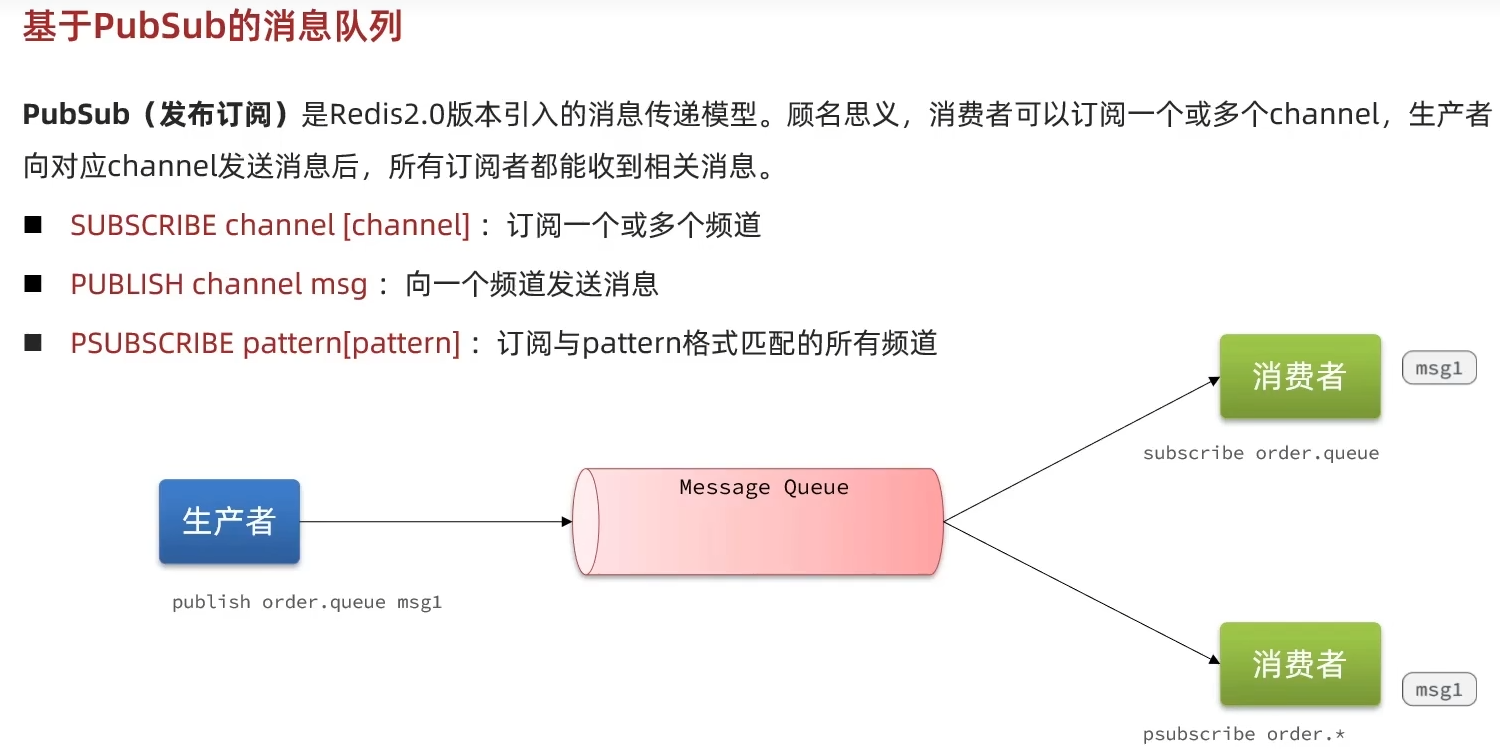 基于PubSub的消息队列
PubSub（发布订阅）是Redis2.0版本引入的消息传递模型。顾名思义，消费者可以订阅一个或多个channel，生产者
向对应channel发送消息后，所有订阅者都能收到相关消息。
■ SUBSCRIBE channel [channel] ：订阅一个或多个频道
■ PUBLISH channel msg ：向一个频道发送消息
■ PSUBSCRIBE pattern[pattern] ：订阅与pattern格式匹配的所有频道
消费者
msg1
subscribe order.queue
Message Queue
生产者
publish order.queue msg1
消费者
msg1
psubscribe order.*